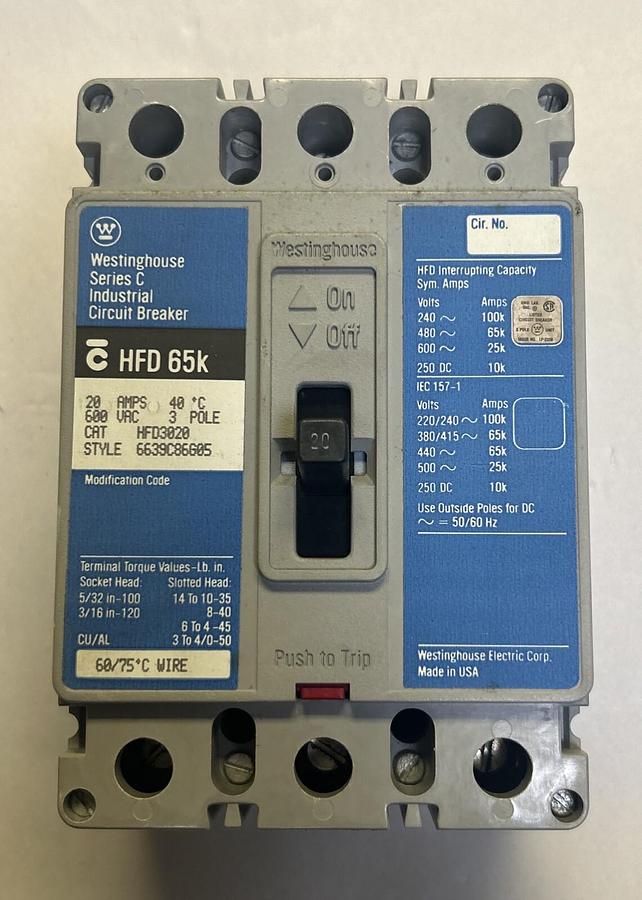 Westinghouse
Series C
Industrial
Circuit Breaker
C HFD 65k
20 AMPS 40 °C
600 VAC 3 POLE
CAT HFD3020
STYLE 6639C86G05
Modification Code
Terminal Torque Values-Lb. in.
Socket Head: Slotted Head:
5/32 in-100 14 To 10-35
3/16 in-120 8-40
6 To 4 -45
CU/AL 3 To 4/0-50
60/75°C WIRE
Westinghouse
On
Off
20
Push to Trip
Cir. No.
HFD Interrupting Capacity
Sym. Amps
Volts Amps
240 ~ 100k
480 ~ 65k
600 ~ 25k
250 DC 10k
LISTED
CIRCUIT BREAKER
IEC 157-1
Volts Amps
220/240 ~ 100k
380/415 ~ 65k
440 ~ 65k
500 ~ 25k
250 DC 10k
Use Outside Poles for DC
~ = 50/60 Hz
Westinghouse Electric Corp.
Made in USA